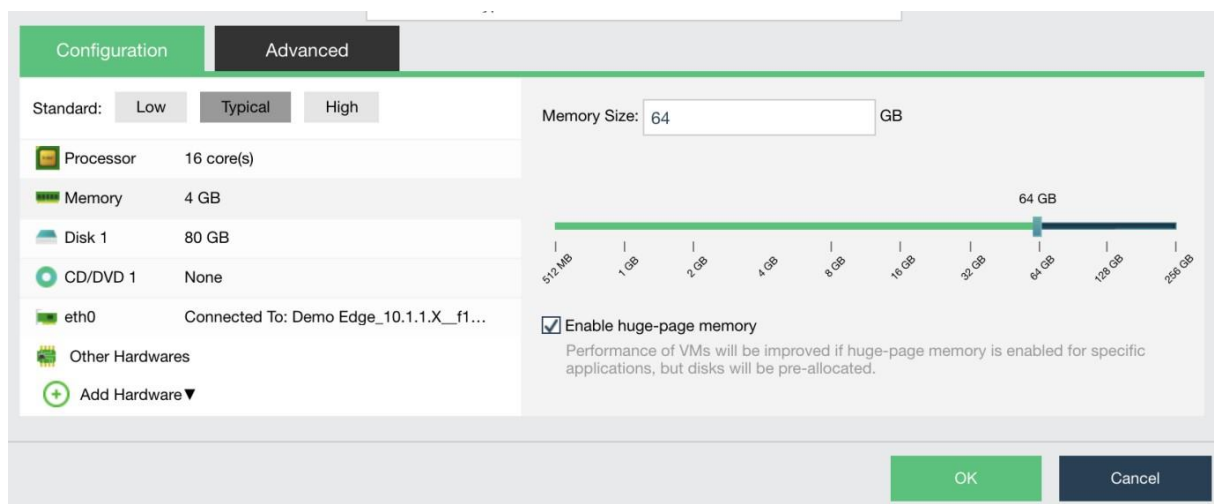 Configuration Advanced
Standard: Low Typical High
Processor 16 core(s)
Memory 4 GB
Disk 1 80 GB
CD/DVD 1 None
eth0 Connected To: Demo Edge_10.1.1.X__f1...
Other Hardwares
Add Hardware▼
Memory Size: 64 GB
64 GB
512 MB 1 GB 2 GB 4 GB 8 GB 16 GB 32 GB 64 GB 128 GB 256 GB
Enable huge-page memory
Performance of VMs will be improved if huge-page memory is enabled for specific
applications, but disks will be pre-allocated.
OK Cancel